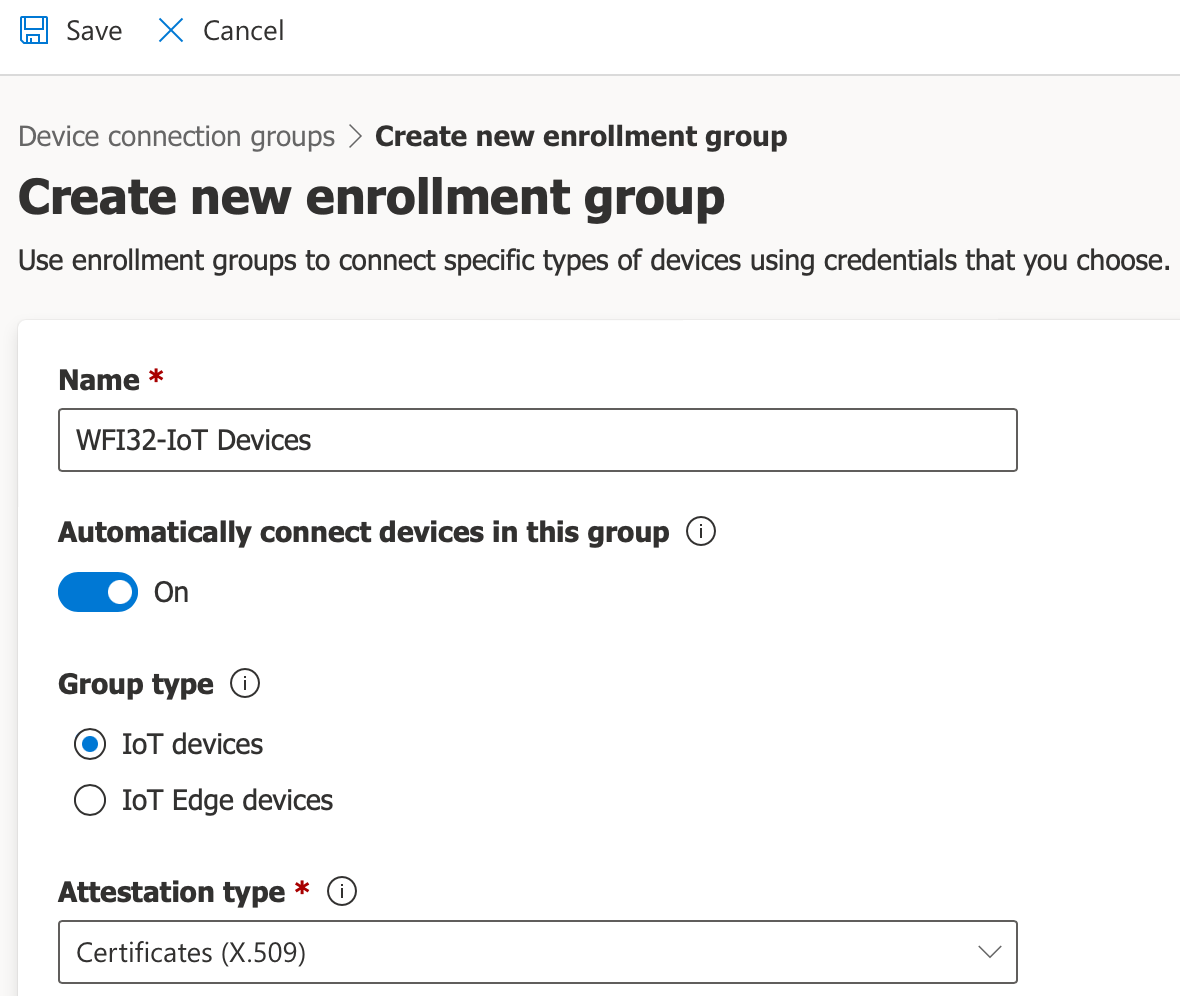 Save Cancel
Device connection groups > Create new enrollment group
Create new enrollment group
Use enrollment groups to connect specific types of devices using credentials that you choose.
Name *
WFI32-IoT Devices
Automatically connect devices in this group
On
Group type
IoT devices
IoT Edge devices
Attestation type *
Certificates (X.509)